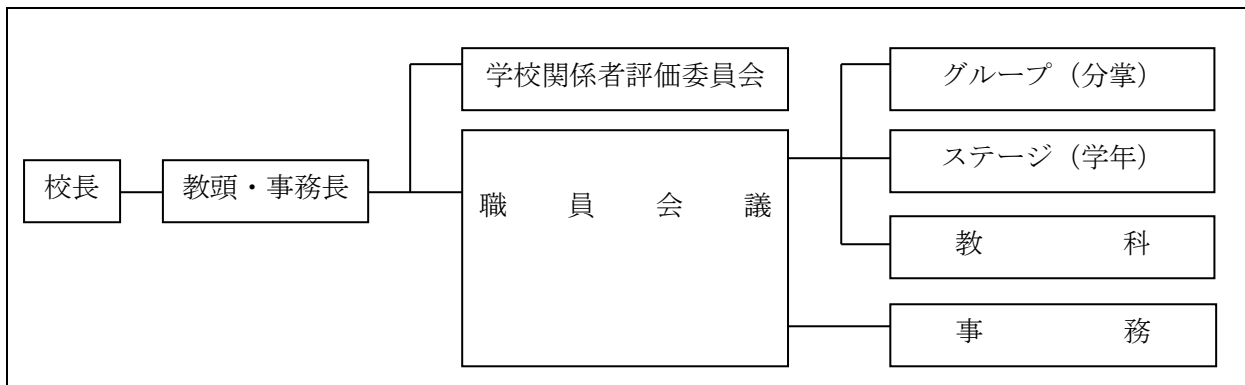 学校関係者評価委員会
グループ（分掌）
ステージ（学年）
校長
教頭・事務長
職員会議
教科
事務